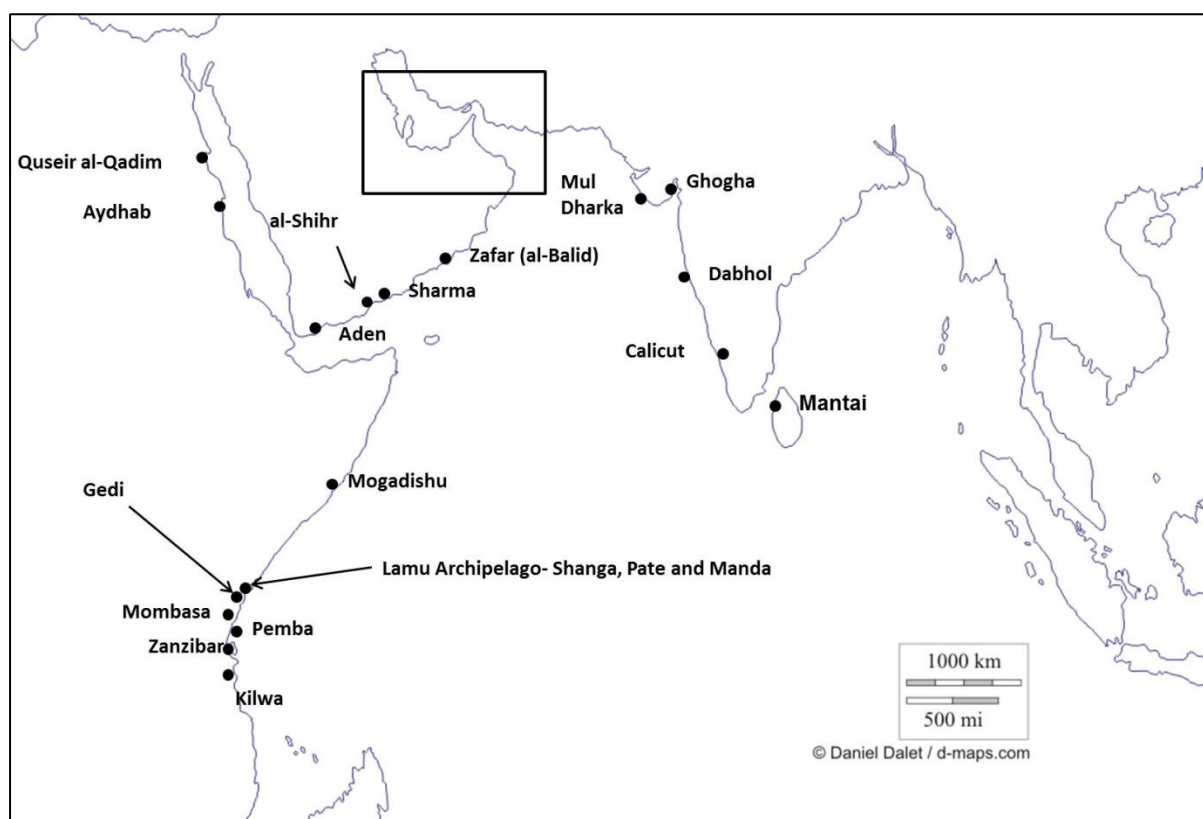 Quseir al-Qadim
Aydhab
al-Shihr
Mul
Dharka
Ghogha
Zafar (al-Balid)
Sharma
Dabhol
Aden
Calicut
Mantai
Mogadishu
Gedi
Lamu Archipelago- Shanga, Pate and Manda
Mombasa
Pemba
Zanzibar
Kilwa
1000 km
500 mi
© Daniel Dalet / d-maps.com